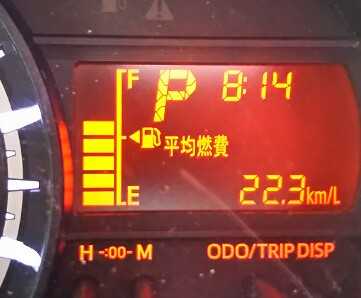 F P 8:14
平均燃費
E 22.3km/L
H -:00- M ODO/TRIP DISP